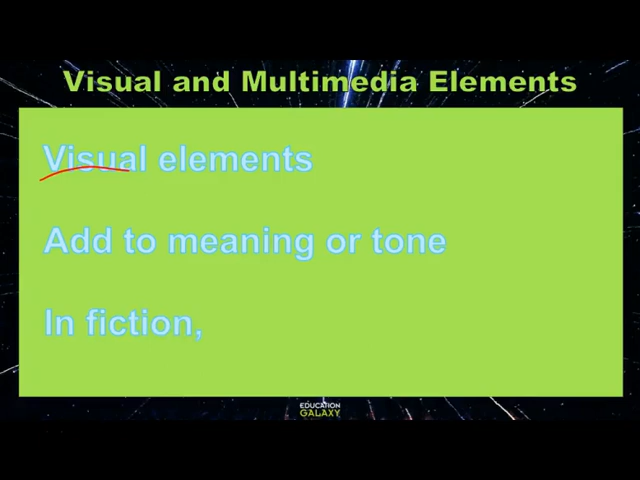 Visual and Multimedia Elements
Visual elements
Add to meaning or tone
In fiction,
EDUCATION
GALAXY